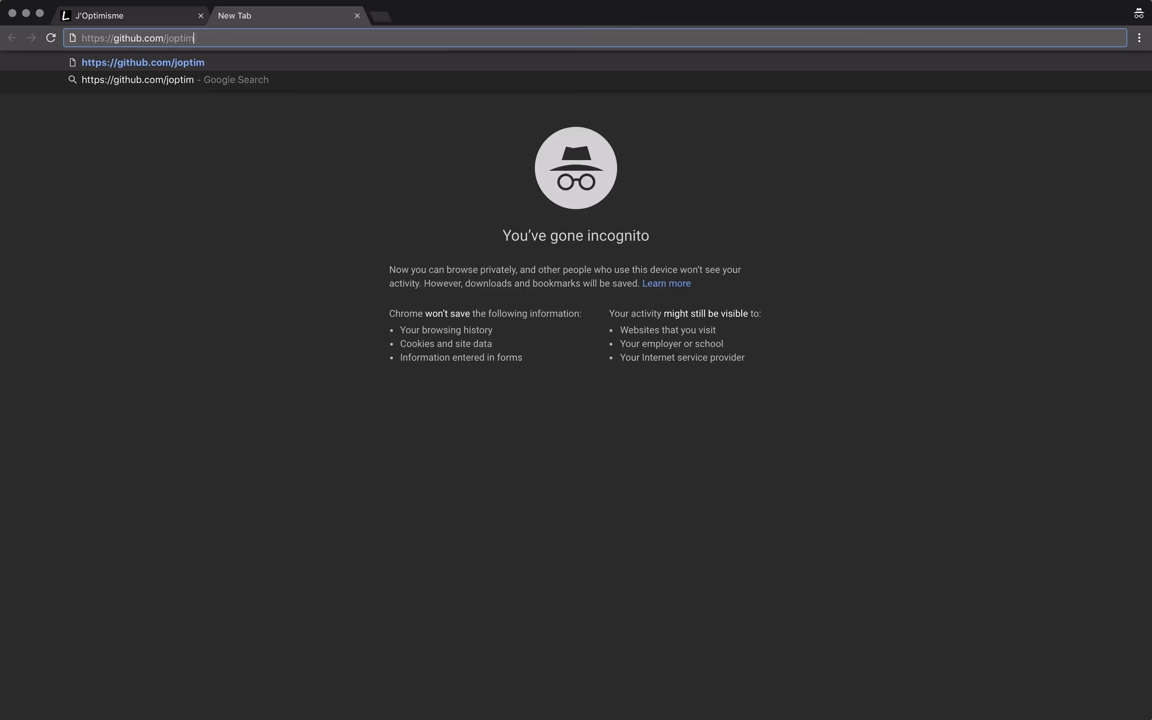 J'Optimisme
New Tab
https://github.com/joptim
https://github.com/joptim
https://github.com/joptim - Google Search
You've gone incognito
Now you can browse privately, and other people who use this device won't see your
activity. However, downloads and bookmarks will be saved. Learn more
Chrome won't save the following information:
• Your browsing history
• Cookies and site data
• Information entered in forms
Your activity might still be visible to:
• Websites that you visit
• Your employer or school
• Your Internet service provider